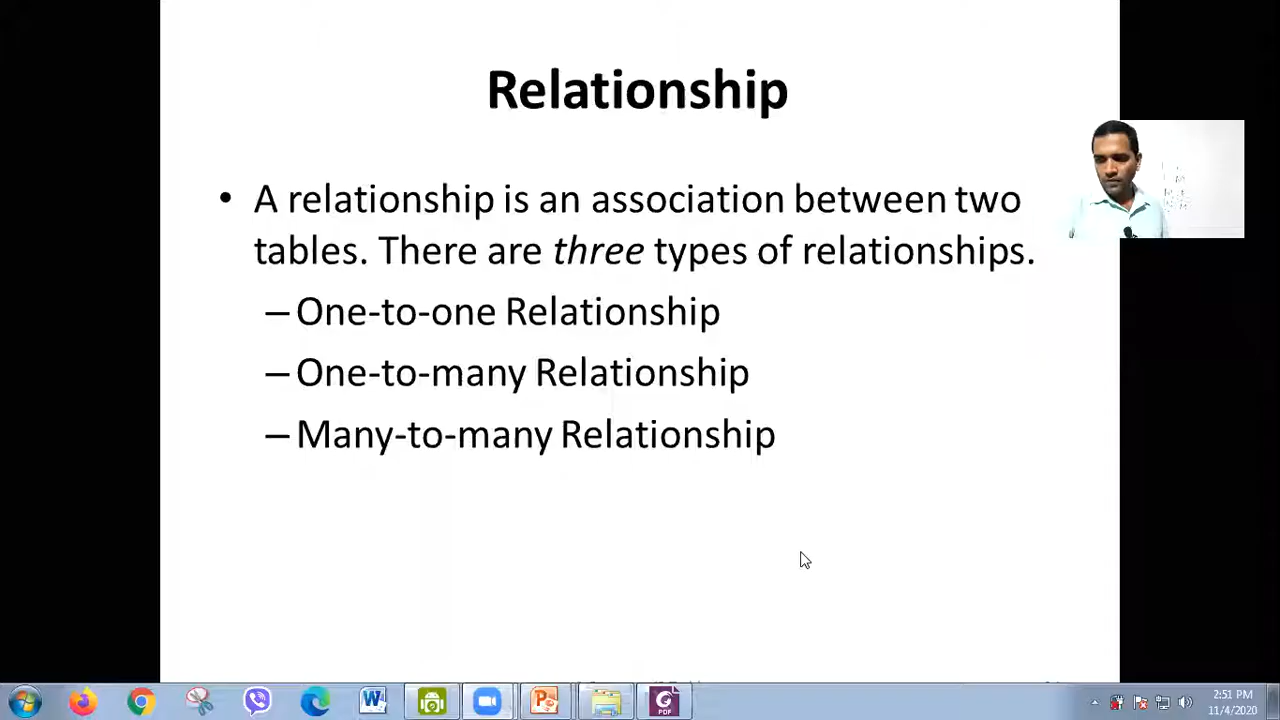 Relationship
• A relationship is an association between two
tables. There are three types of relationships.
–One-to-one Relationship
–One-to-many Relationship
–Many-to-many Relationship
2:51 PM
11/4/2020
PDF